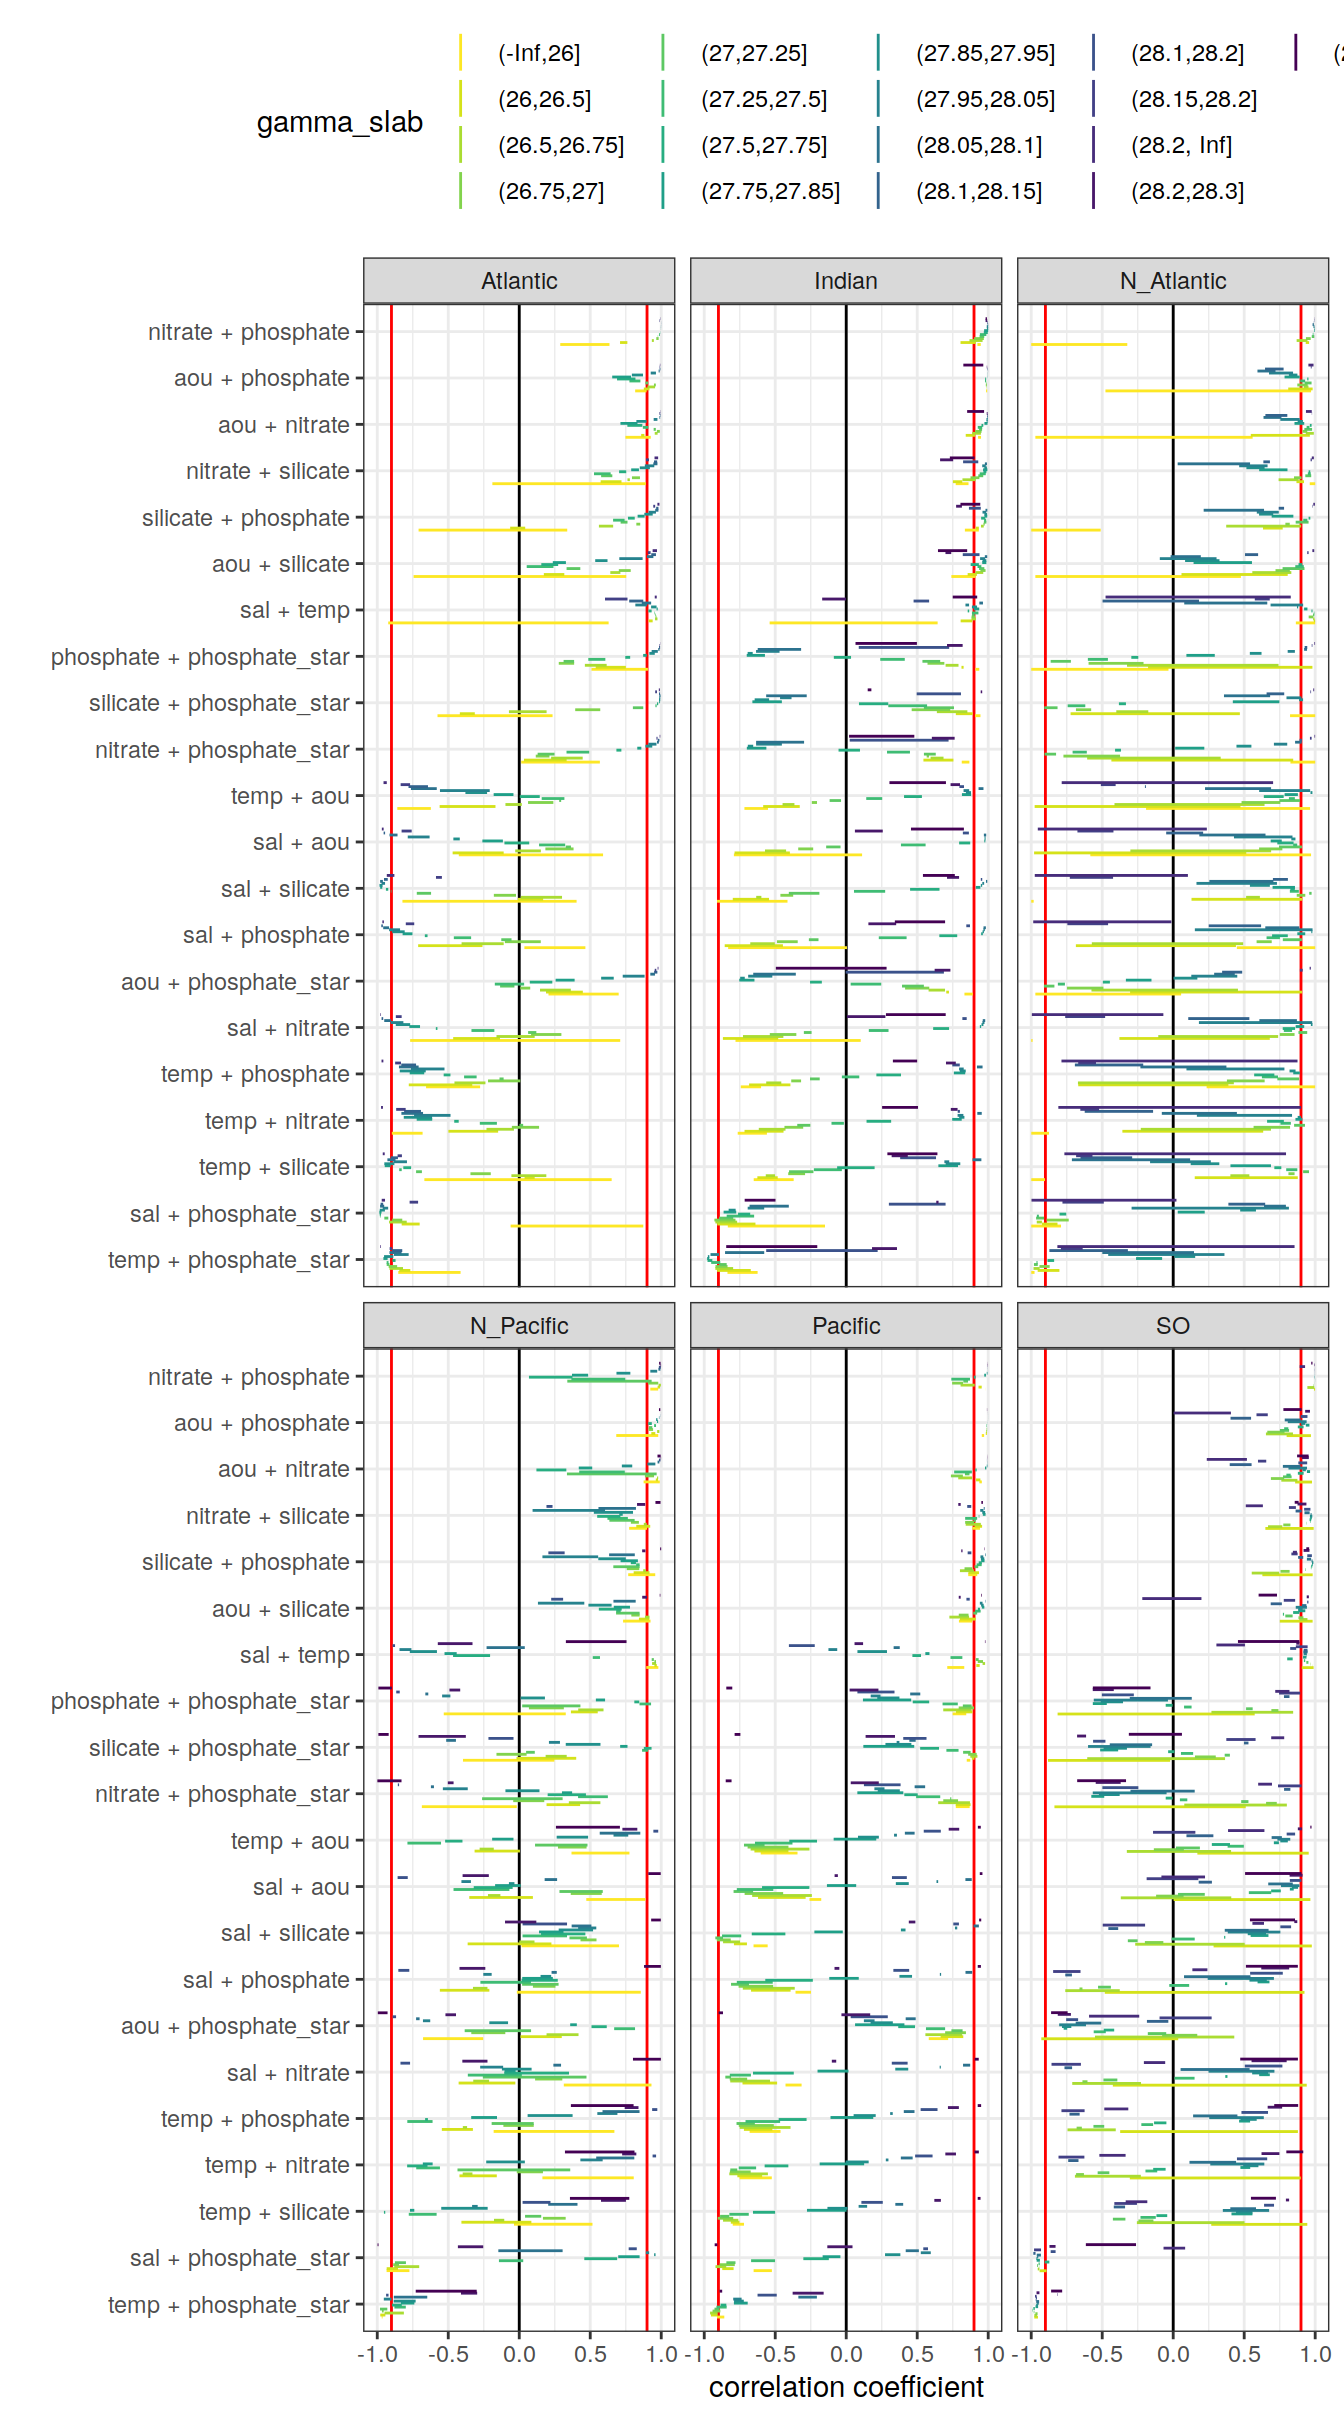 gamma_slab
(-Inf,26] (27,27.25] (27.85,27.95] (28.1,28.2]
(26,26.5] (27.25,27.5] (27.95,28.05] (28.15,28.2]
(26.5,26.75] (27.5,27.75] (28.05,28.1] (28.2, Inf]
(26.75,27] (27.75,27.85] (28.1,28.15] (28.2,28.3]
Atlantic Indian N_Atlantic
nitrate + phosphate
aou + phosphate
aou + nitrate
nitrate + silicate
silicate + phosphate
aou + silicate
sal + temp
phosphate + phosphate_star
silicate + phosphate_star
nitrate + phosphate_star
temp + aou
sal + aou
sal + silicate
sal + phosphate
aou + phosphate_star
sal + nitrate
temp + phosphate
temp + nitrate
temp + silicate
sal + phosphate_star
temp + phosphate_star
N_Pacific Pacific SO
nitrate + phosphate
aou + phosphate
aou + nitrate
nitrate + silicate
silicate + phosphate
aou + silicate
sal + temp
phosphate + phosphate_star
silicate + phosphate_star
nitrate + phosphate_star
temp + aou
sal + aou
sal + silicate
sal + phosphate
aou + phosphate_star
sal + nitrate
temp + phosphate
temp + nitrate
temp + silicate
sal + phosphate_star
temp + phosphate_star
-1.0 -0.5 0.0 0.5 1.0 -1.0 -0.5 0.0 0.5 1.0 -1.0 -0.5 0.0 0.5 1.0
correlation coefficient